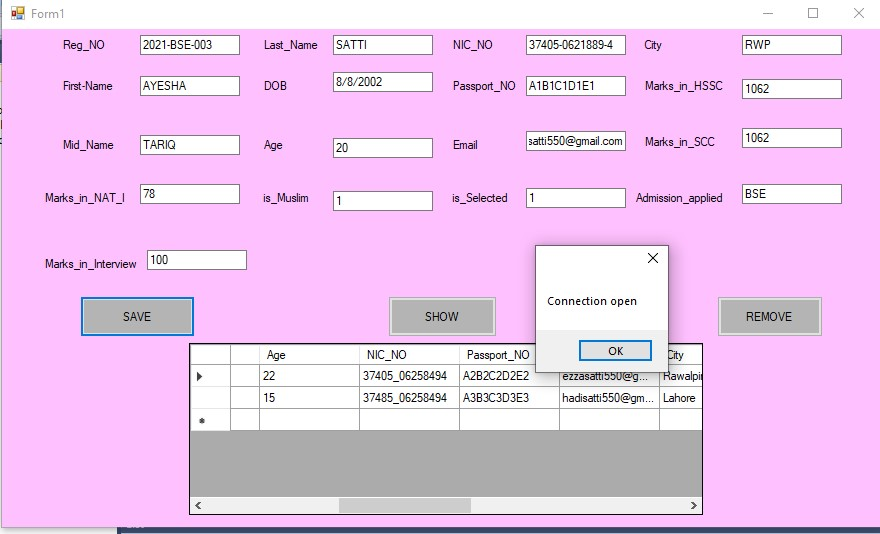 Form1
Reg_NO 2021-BSE-003 Last_Name SATTI NIC_NO 37405-0621889-4 City RWP
First-Name AYESHA DOB 8/8/2002 Passport_NO A1B1C1D1E1 Marks_in_HSSC 1062
Mid_Name TARIQ Age 20 Email satti550@gmail.com Marks_in_SCC 1062
Marks_in_NAT_I 78 is_Muslim 1 is_Selected 1 Admission_applied BSE
Marks_in_Interview 100
Connection open
OK
SAVE SHOW REMOVE
Age NIC_NO Passport_NO City
22 37405_06258494 A2B2C2D2E2 ezzasatti550@g... Rawalpin
15 37485_06258494 A3B3C3D3E3 hadisatti550@gm... Lahore